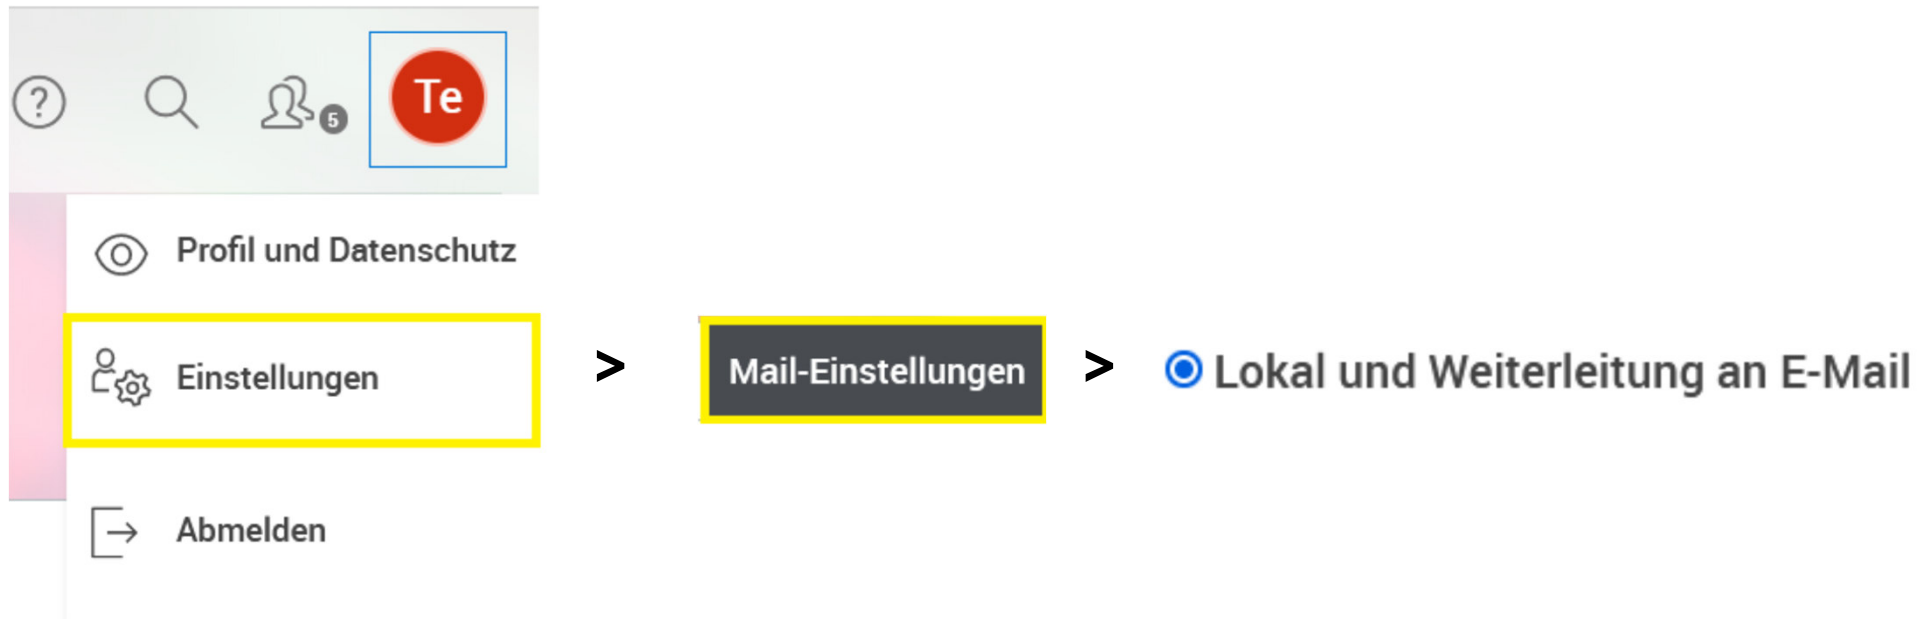 ?
5
Te
Profil und Datenschutz
Einstellungen > Mail-Einstellungen > Lokal und Weiterleitung an E-Mail
Abmelden